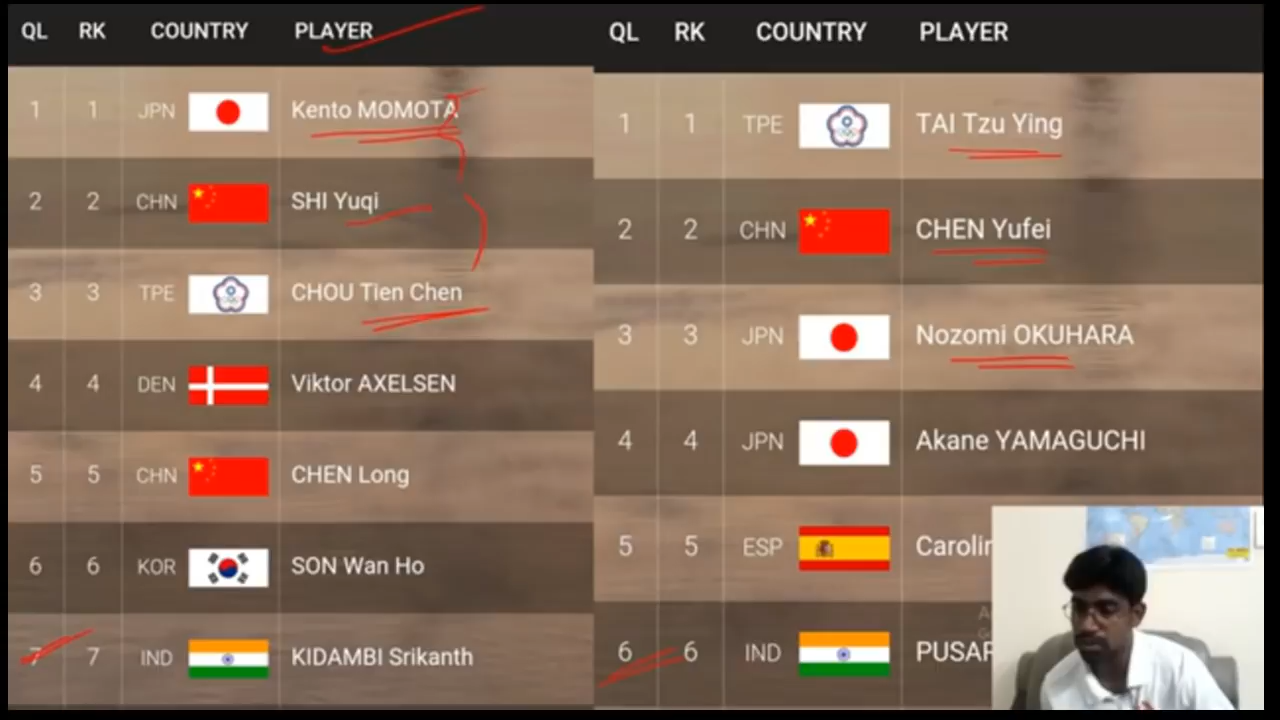 QL RK COUNTRY PLAYER
1 1 JPN Kento MOMOTA
2 2 CHN SHI Yuqi
3 3 TPE CHOU Tien Chen
4 4 DEN Viktor AXELSEN
5 5 CHN CHEN Long
6 6 KOR SON Wan Ho
7 7 IND KIDAMBI Srikanth
QL RK COUNTRY PLAYER
1 1 TPE TAI Tzu Ying
2 2 CHN CHEN Yufei
3 3 JPN Nozomi OKUHARA
4 4 JPN Akane YAMAGUCHI
5 5 ESP Carolin
6 6 IND PUSAR